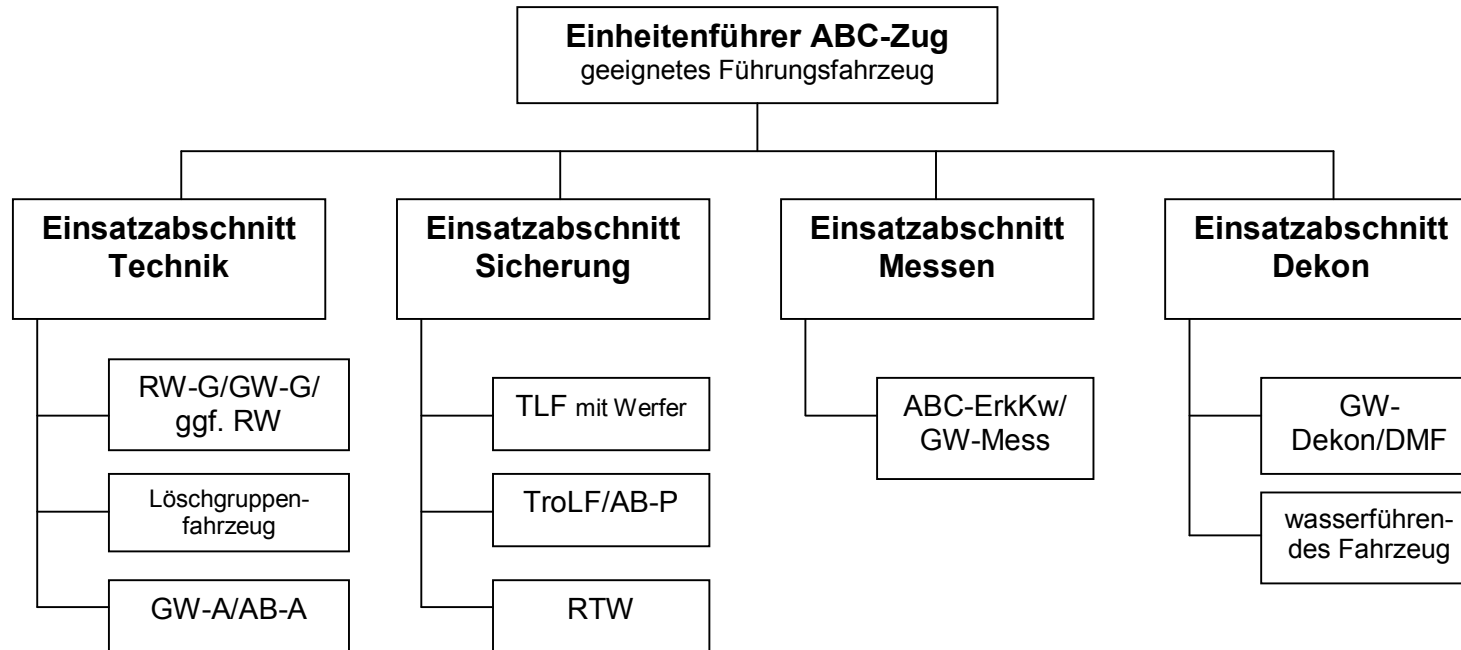 Einheitenführer ABC-Zug
geeignetes Führungsfahrzeug
Einsatzabschnitt
Technik
Einsatzabschnitt
Sicherung
Einsatzabschnitt
Messen
Einsatzabschnitt
Dekon
RW-G/GW-G/
ggf. RW
Löschgruppen-
fahrzeug
GW-A/AB-A
TLF mit Werfer
TroLF/AB-P
RTW
ABC-ErkKw/
GW-Mess
GW-
Dekon/DMF
wasserführen-
des Fahrzeug